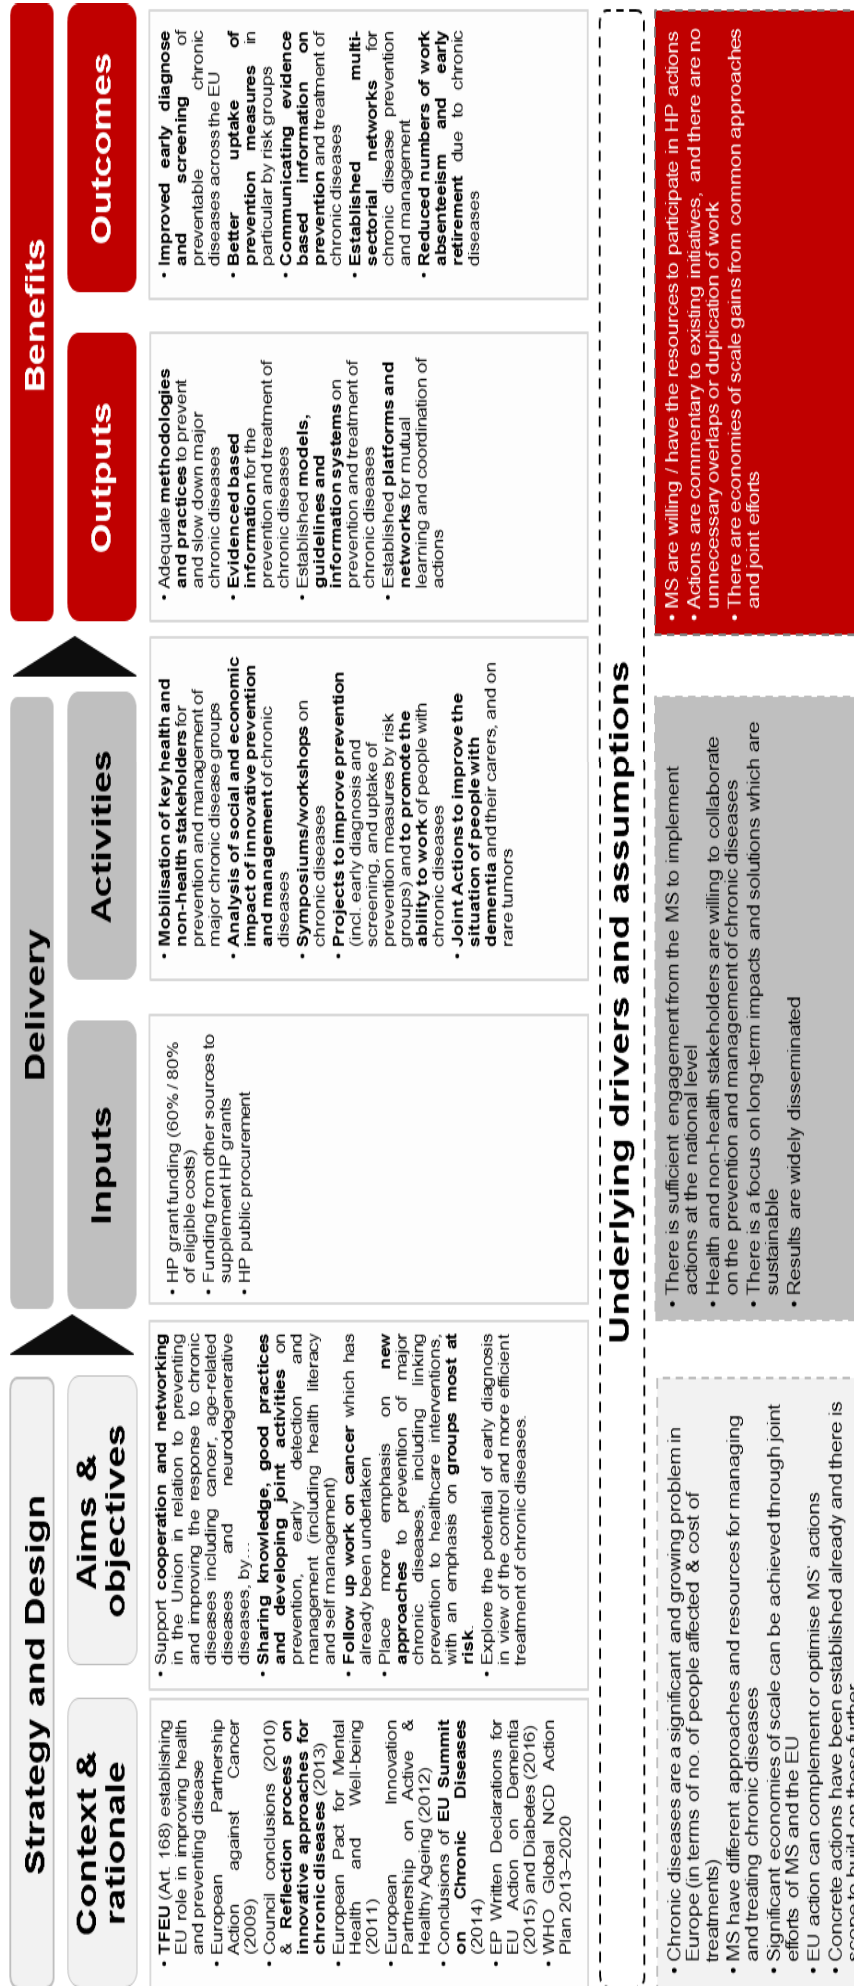 Strategy and Design
Delivery
Benefits
Context &
rationale
Aims &
objectives
Inputs
Activities
Outputs
Outcomes
• TFEU (Art. 168) establishing
EU role in improving health
and preventing disease
• European Partnership
Action against Cancer
(2009)
• Council conclusions (2010)
& Reflection process on
innovative approaches for
chronic diseases (2013)
• European Pact for Mental
Health and Well-being
(2011)
• European Innovation
Partnership on Active &
Healthy Ageing (2012)
• Conclusions of EU Summit
on Chronic Diseases
(2014)
• EP Written Declarations for
EU Action on Dementia
(2015) and Diabetes (2016)
• WHO Global NCD Action
Plan 2013–2020
• Support cooperation and networking
in the Union in relation to preventing
and improving the response to chronic
diseases including cancer, age-related
diseases and neurodegenerative
diseases, by…
• Sharing knowledge, good practices
and developing joint activities on
prevention, early detection and
management (including health literacy
and self management)
• Follow up work on cancer which has
already been undertaken
• Place more emphasis on new
approaches to prevention of major
chronic diseases, including linking
prevention to healthcare interventions,
with an emphasis on groups most at
risk.
• Explore the potential of early diagnosis
in view of the control and more efficient
treatment of chronic diseases.
• HP grant funding (60% / 80%
of eligible costs)
• Funding from other sources to
supplement HP grants
• HP public procurement
• Mobilisation of key health and
non-health stakeholders for
prevention and management of
major chronic disease groups
• Analysis of social and economic
impact of innovative prevention
and management of chronic
diseases
• Symposiums/workshops on
chronic diseases
• Projects to improve prevention
(incl. early diagnosis and
screening, and uptake of
prevention measures by risk
groups) and to promote the
ability to work of people with
chronic diseases
• Joint Actions to improve the
situation of people with
dementia and their carers, and on
rare tumors
• Adequate methodologies
and practices to prevent
and slow down major
chronic diseases
• Evidenced based
information for the
prevention and treatment of
chronic diseases
• Established models,
guidelines and
information systems on
prevention and treatment of
chronic diseases
• Established platforms and
networks for mutual
learning and coordination of
actions
• Improved early diagnose
and screening of
preventable chronic
diseases across the EU
• Better uptake of
prevention measures in
particular by risk groups
• Communicating evidence
based information on
prevention and treatment of
chronic diseases
• Established multi-
sectorial networks for
chronic disease prevention
and management
• Reduced numbers of work
absenteeism and early
retirement due to chronic
diseases
Underlying drivers and assumptions
• Chronic diseases are a significant and growing problem in
Europe (in terms of no. of people affected & cost of
treatments)
• MS have different approaches and resources for managing
and treating chronic diseases
• Significant economies of scale can be achieved through joint
efforts of MS and the EU
• EU action can complement or optimise MS` actions
• Concrete actions have been established already and there is
scope to build on these further
• There is sufficient engagement from the MS to implement
actions at the national level
• Health and non-health stakeholders are willing to collaborate
on the prevention and management of chronic diseases
• There is a focus on long-term impacts and solutions which are
sustainable
• Results are widely disseminated
• MS are willing / have the resources to participate in HP actions
• Actions are commentary to existing initiatives, and there are no
unnecessary overlaps or duplication of work
• There are economies of scale gains from common approaches
and joint efforts